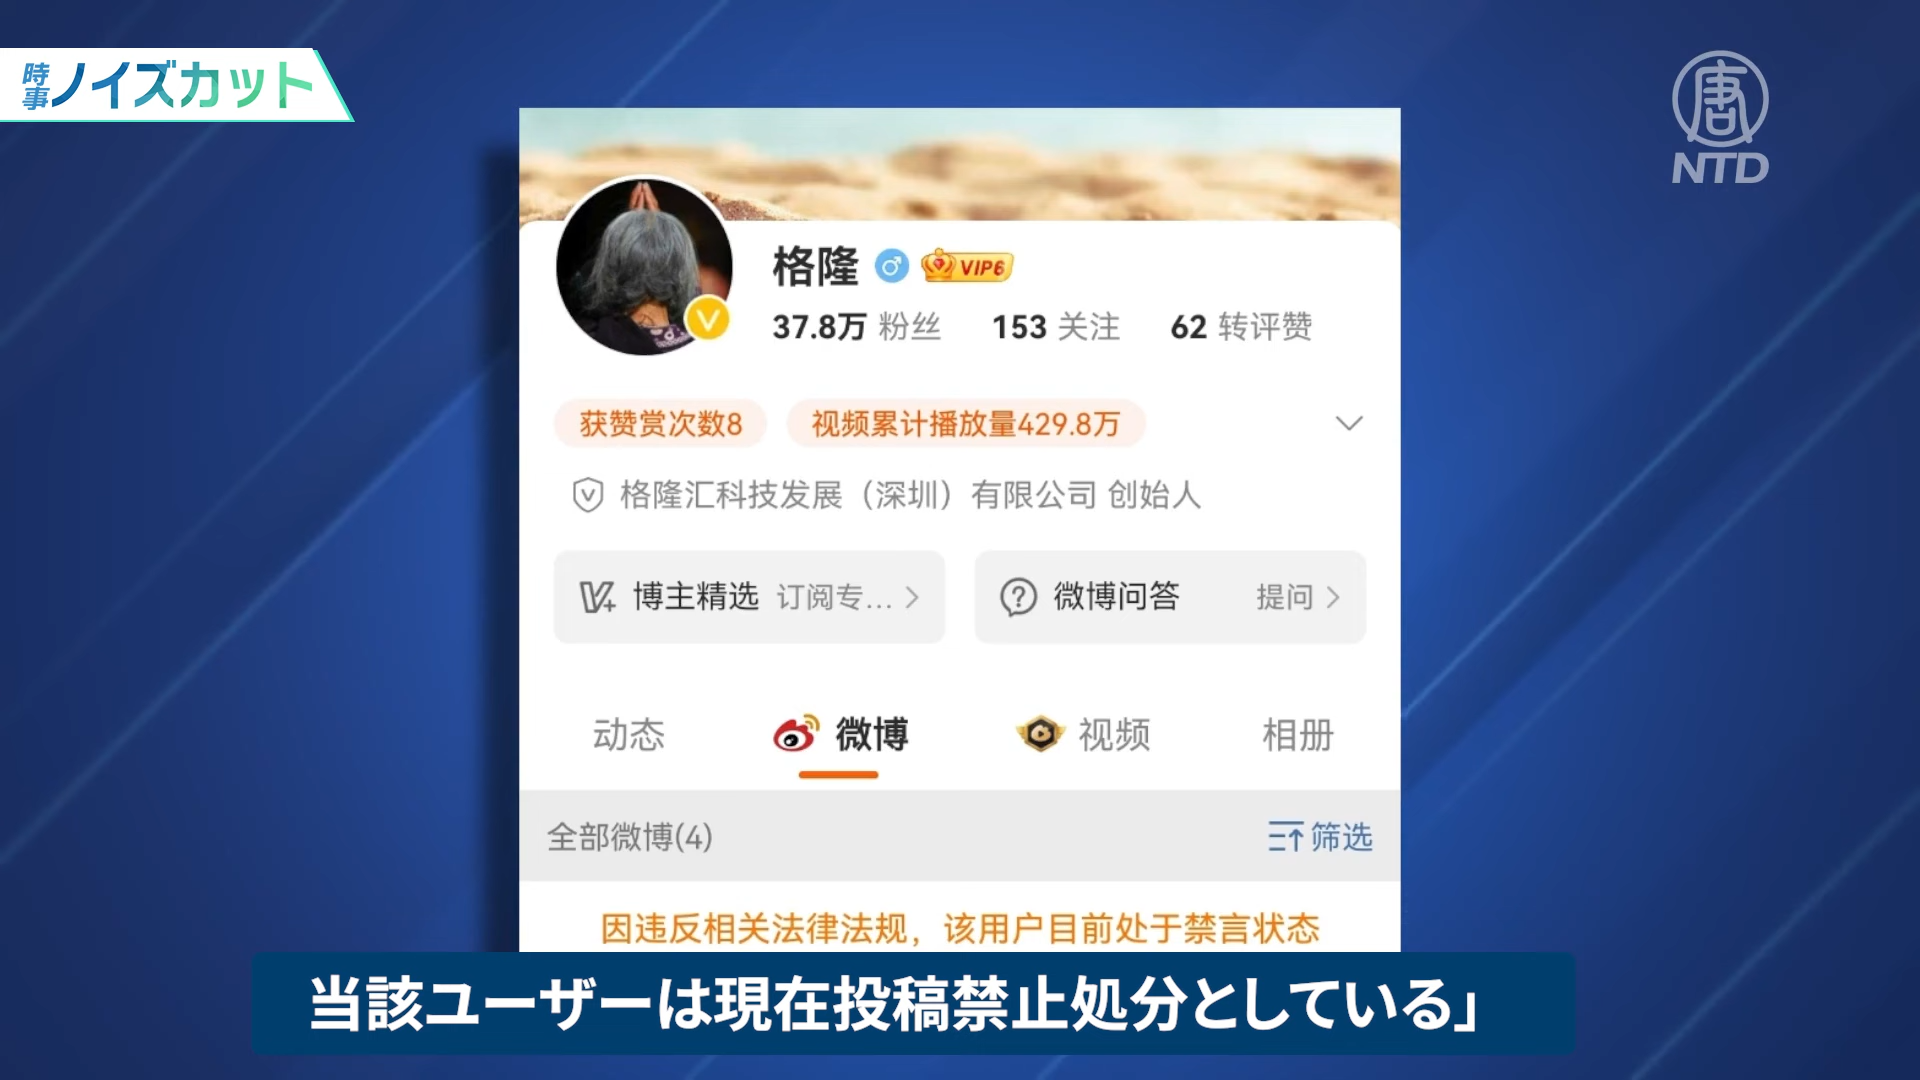 時事ノイズカット
唐
NTD
格隆 VIP6
37.8万 粉丝 153 关注 62 转评赞
获赞赏次数8 视频累计播放量429.8万
格隆汇科技发展（深圳）有限公司 创始人
V+ 博主精选 订阅专... 微博问答 提问
动态 微博 视频 相册
全部微博(4) 筛选
因违反相关法律法规，该用户目前处于禁言状态
当該ユーザーは現在投稿禁止処分としている」